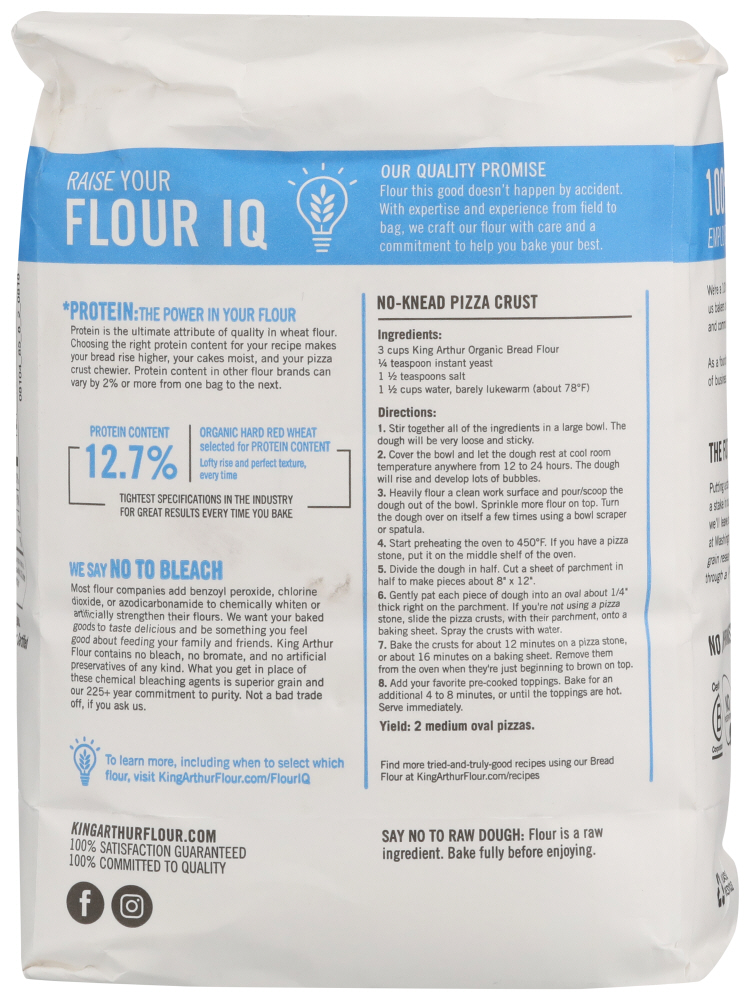 RAISE YOUR
FLOUR IQ
OUR QUALITY PROMISE
Flour this good doesn't happen by accident.
With expertise and experience from field to
bag, we craft our flour with care and a
commitment to help you bake your best.
*PROTEIN: THE POWER IN YOUR FLOUR
Protein is the ultimate attribute of quality in wheat flour.
Choosing the right protein content for your recipe makes
your bread rise higher, your cakes moist, and your pizza
crust chewier. Protein content in other flour brands can
vary by 2% or more from one bag to the next.
PROTEIN CONTENT
12.7%
ORGANIC HARD RED WHEAT
selected for PROTEIN CONTENT
Lofty rise and perfect texture,
every time
TIGHTEST SPECIFICATIONS IN THE INDUSTRY
FOR GREAT RESULTS EVERY TIME YOU BAKE
WE SAY NO TO BLEACH
Most flour companies add benzoyl peroxide, chlorine
dioxide, or azodicarbonamide to chemically whiten or
artificially strengthen their flours. We want your baked
goods to taste delicious and be something you feel
good about feeding your family and friends. King Arthur
Flour contains no bleach, no bromate, and no artificial
preservatives of any kind. What you get in place of
these chemical bleaching agents is superior grain and
our 225+ year commitment to purity. Not a bad trade
off, if you ask us.
To learn more, including when to select which
flour, visit KingArthurFlour.com/FlourIQ
NO-KNEAD PIZZA CRUST
Ingredients:
3 cups King Arthur Organic Bread Flour
¼ teaspoon instant yeast
1 ½ teaspoons salt
1 ½ cups water, barely lukewarm (about 78°F)
Directions:
1. Stir together all of the ingredients in a large bowl. The
dough will be very loose and sticky.
2. Cover the bowl and let the dough rest at cool room
temperature anywhere from 12 to 24 hours. The dough
will rise and develop lots of bubbles.
3. Heavily flour a clean work surface and pour/scoop the
dough out of the bowl. Sprinkle more flour on top. Turn
the dough over on itself a few times using a bowl scraper
or spatula.
4. Start preheating the oven to 450°F. If you have a pizza
stone, put it on the middle shelf of the oven.
5. Divide the dough in half. Cut a sheet of parchment in
half to make pieces about 8" x 12".
6. Gently pat each piece of dough into an oval about 1/4"
thick right on the parchment. If you're not using a pizza
stone, slide the pizza crusts, with their parchment, onto a
baking sheet. Spray the crusts with water.
7. Bake the crusts for about 12 minutes on a pizza stone,
or about 16 minutes on a baking sheet. Remove them
from the oven when they're just beginning to brown on top.
8. Add your favorite pre-cooked toppings. Bake for an
additional 4 to 8 minutes, or until the toppings are hot.
Serve immediately.
Yield: 2 medium oval pizzas.
Find more tried-and-truly-good recipes using our Bread
Flour at KingArthurFlour.com/recipes
KINGARTHURFLOUR.COM
100% SATISFACTION GUARANTEED
100% COMMITTED TO QUALITY
SAY NO TO RAW DOUGH: Flour is a raw
ingredient. Bake fully before enjoying.